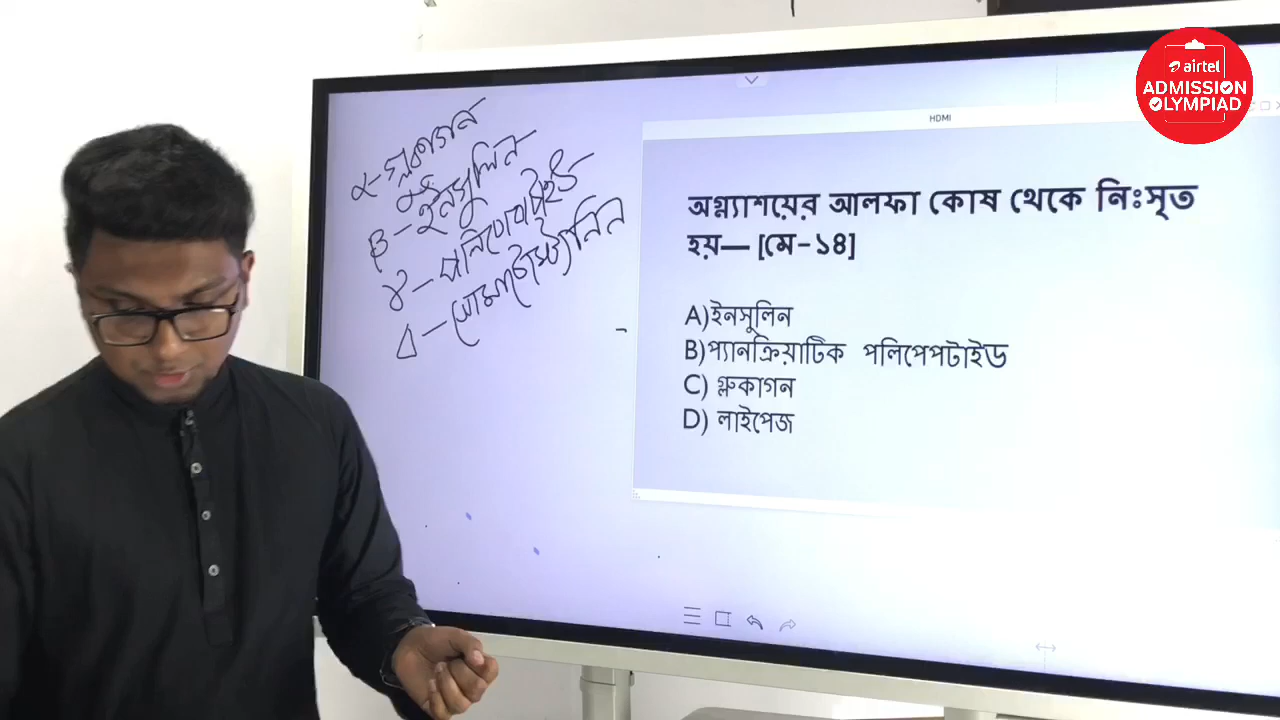 airtel
ADMISSION
OLYMPIAD
HDMI
α-গ্লুকাগন
β-ইনসুলিন
γ-পলিপেপটাইড
Δ-সোমাটোস্ট্যানিন
অগ্ন্যাশয়ের আলফা কোষ থেকে নিঃসৃত
হয়— [মে-১৪]
A)ইনসুলিন
B)প্যানক্রিয়াটিক পলিপেপটাইড
C) গ্লুকাগন
D) লাইপেজ